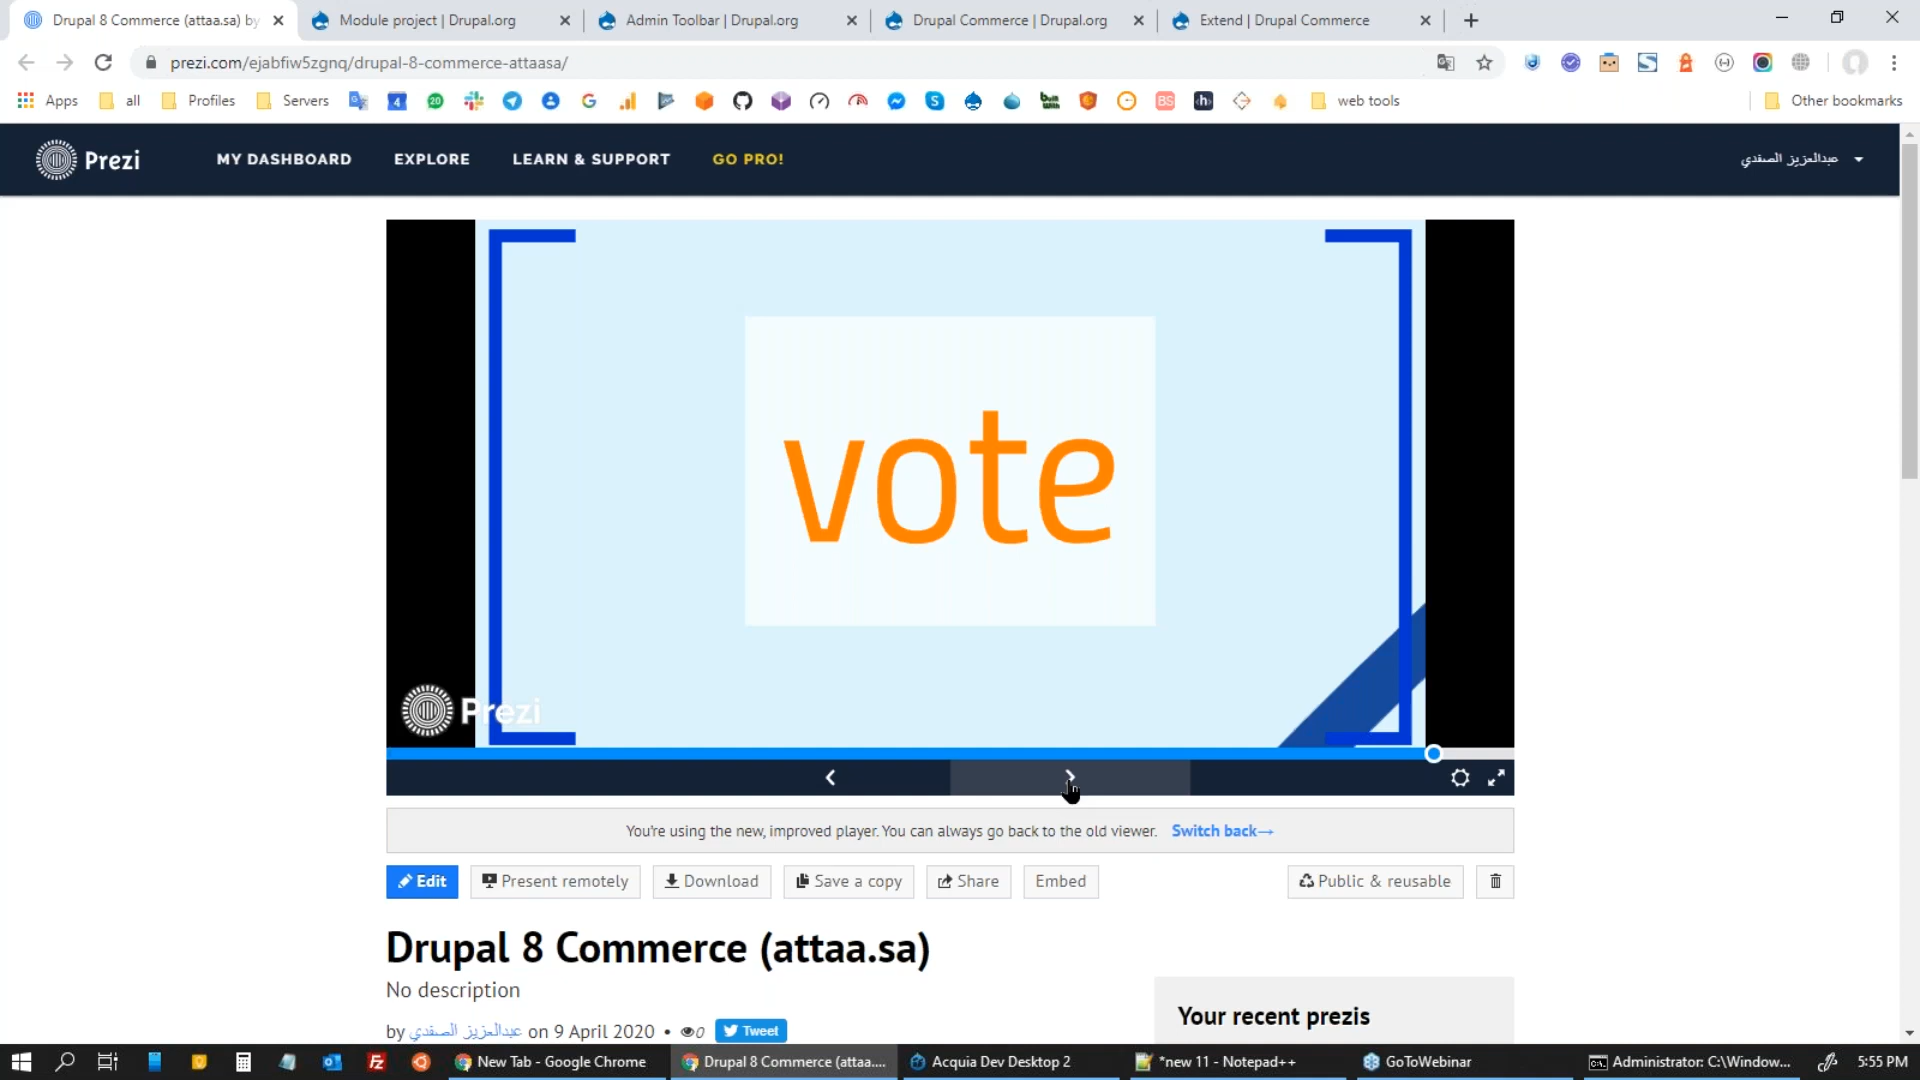 Drupal 8 Commerce (attaa.sa) by
Module project | Drupal.org
Admin Toolbar | Drupal.org
Drupal Commerce | Drupal.org
Extend | Drupal Commerce
prezi.com/ejabfiw5zgnq/drupal-8-commerce-attaasa/
Apps
all
Profiles
Servers
web tools
Other bookmarks
Prezi
MY DASHBOARD
EXPLORE
LEARN & SUPPORT
GO PRO!
عبدالعزيز الصفدي
vote
Prezi
You're using the new, improved player. You can always go back to the old viewer. Switch back→
Edit
Present remotely
Download
Save a copy
Share
Embed
Public & reusable
Drupal 8 Commerce (attaa.sa)
No description
by عبدالعزيز الصفدي on 9 April 2020 • 0
Tweet
Your recent prezis
New Tab - Google Chrome
Drupal 8 Commerce (attaa....
Acquia Dev Desktop 2
*new 11 - Notepad++
GoToWebinar
Administrator: C:\Window...
5:55 PM